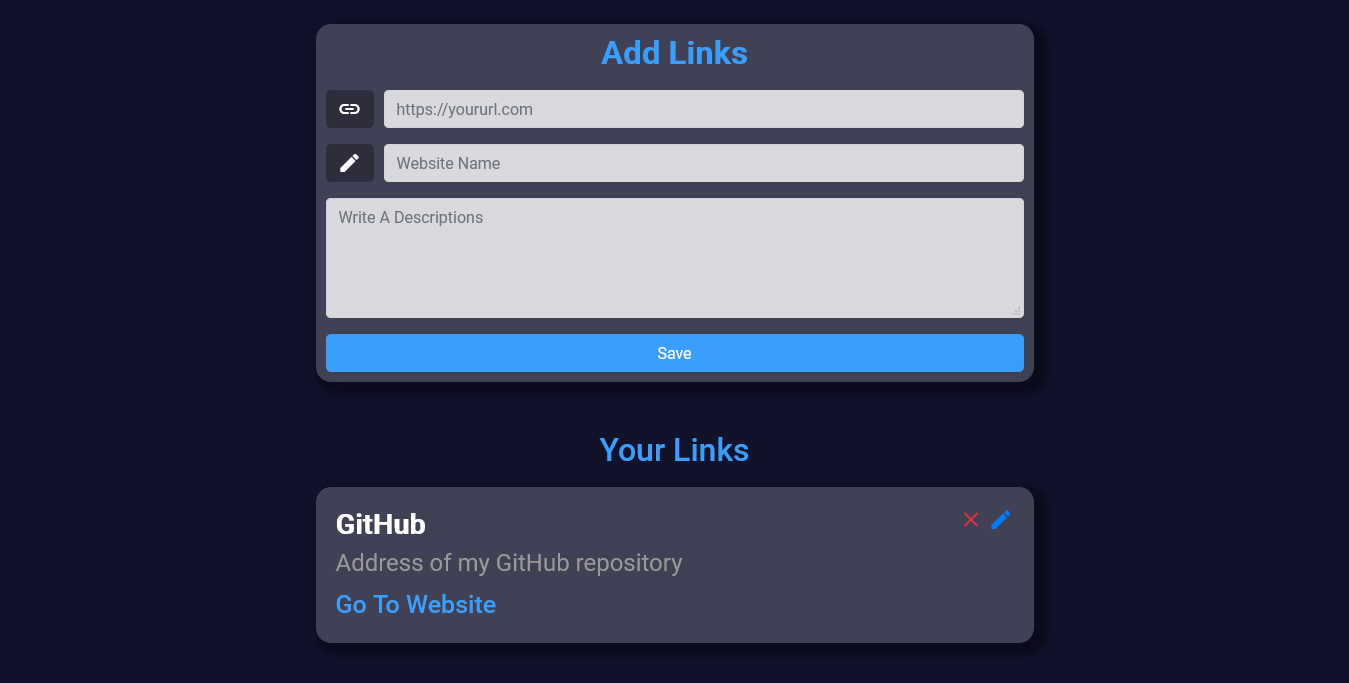 Add Links
https://yoururl.com
Website Name
Write A Descriptions
Save
Your Links
GitHub
Address of my GitHub repository
Go To Website